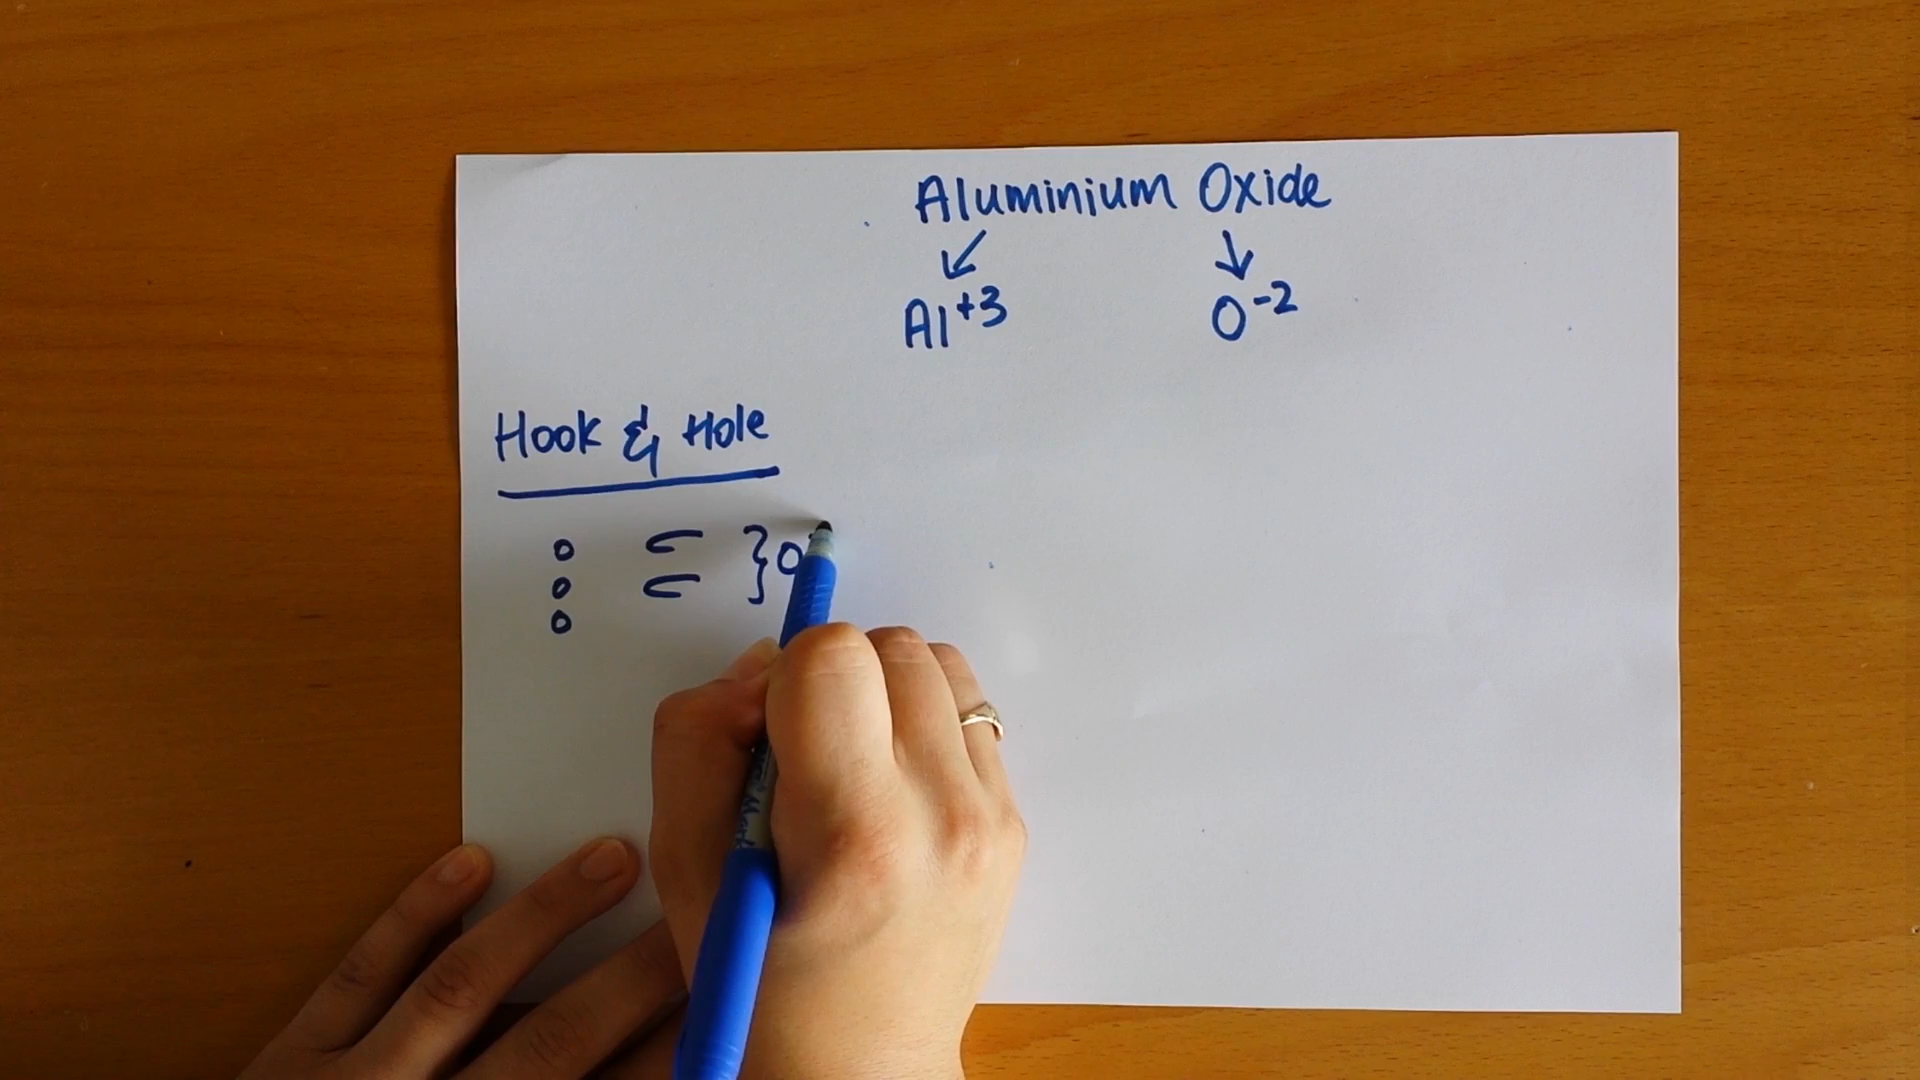 Aluminium Oxide
↙ ↓
Al+3 O-2
Hook & Hole
} O